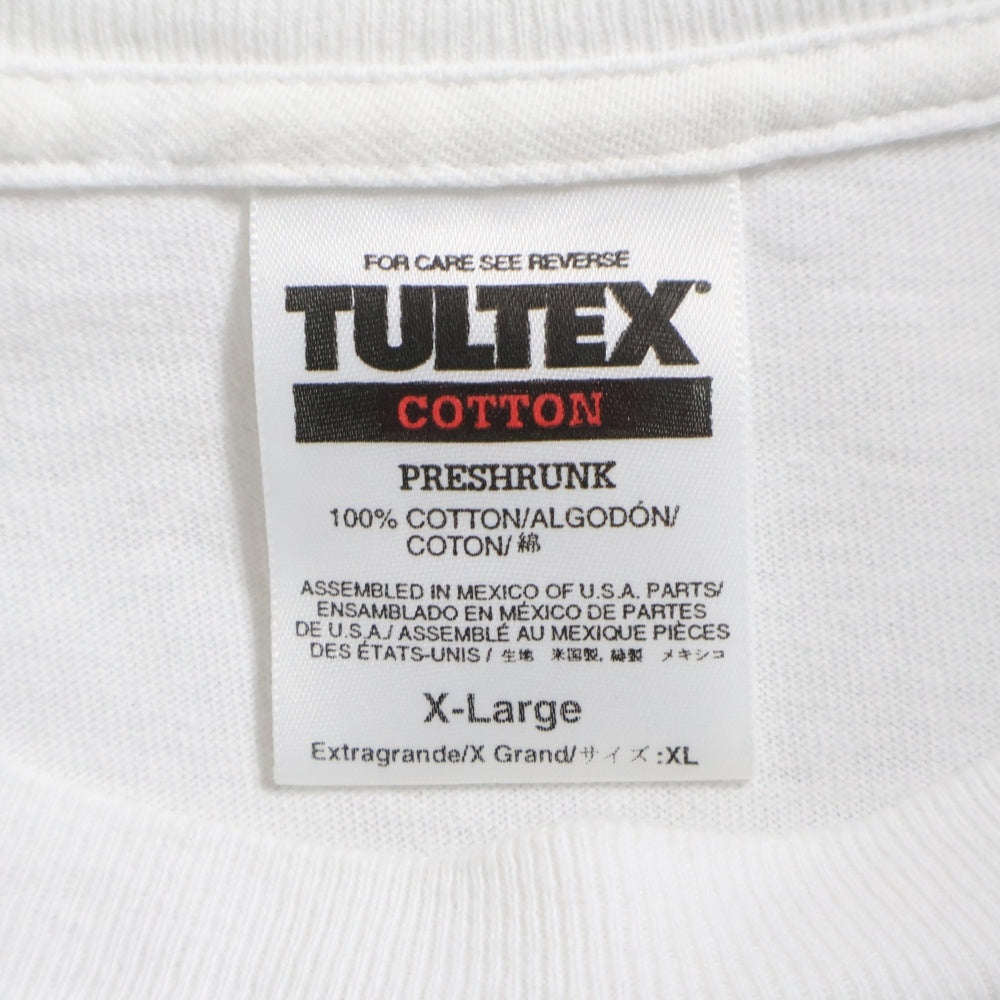 FOR CARE SEE REVERSE
TULTEX®
COTTON
PRESHRUNK
100% COTTON/ALGODÓN/
COTON/ 綿
ASSEMBLED IN MEXICO OF U.S.A. PARTS/
ENSAMBLADO EN MÉXICO DE PARTES
DE U.S.A./ ASSEMBLÉ AU MEXIQUE PIÈCES
DES ÉTATS-UNIS / 生地 米国製, 縫製 メキシコ
X-Large
Extragrande/X Grand/サイズ :XL